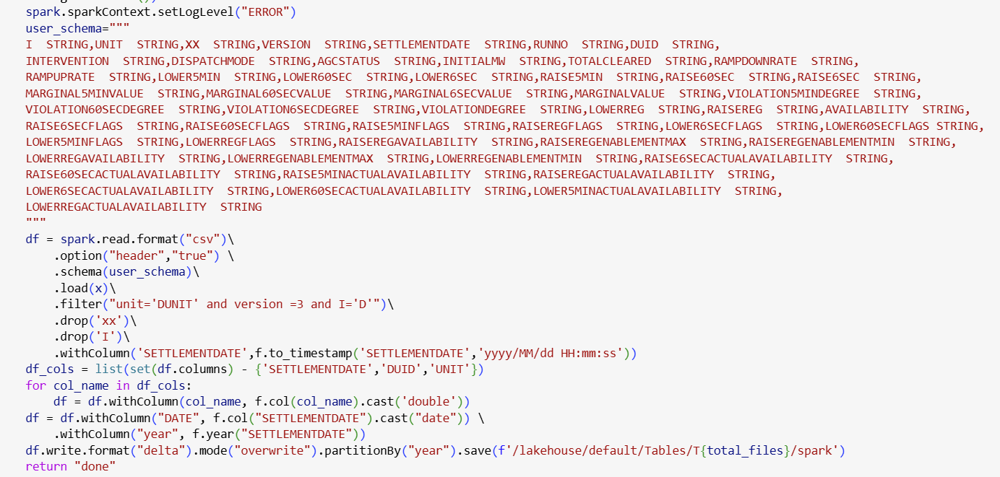 spark.sparkContext.setLogLevel("ERROR")
user_schema="""
I  STRING,UNIT  STRING,XX  STRING,VERSION  STRING,SETTLEMENTDATE  STRING,RUNNO  STRING,DUID  STRING,
INTERVENTION  STRING,DISPATCHMODE  STRING,AGCSTATUS  STRING,INITIALMW  STRING,TOTALCLEARED  STRING,RAMPDOWNRATE  STRING,
RAMPUPRATE  STRING,LOWER5MIN  STRING,LOWER60SEC  STRING,LOWER6SEC  STRING,RAISE5MIN  STRING,RAISE60SEC  STRING,RAISE6SEC  STRING,
MARGINAL5MINVALUE  STRING,MARGINAL60SECVALUE  STRING,MARGINAL6SECVALUE  STRING,MARGINALVALUE  STRING,VIOLATION5MINDEGREE  STRING,
VIOLATION60SECDEGREE  STRING,VIOLATION6SECDEGREE  STRING,VIOLATIONDEGREE  STRING,LOWERREG  STRING,RAISEREG  STRING,AVAILABILITY  STRING,
RAISE6SECFLAGS  STRING,RAISE60SECFLAGS  STRING,RAISE5MINFLAGS  STRING,RAISEREGFLAGS  STRING,LOWER6SECFLAGS  STRING,LOWER60SECFLAGS STRING,
LOWER5MINFLAGS  STRING,LOWERREGFLAGS  STRING,RAISEREGAVAILABILITY  STRING,RAISEREGENABLEMENTMAX  STRING,RAISEREGENABLEMENTMIN  STRING,
LOWERREGAVAILABILITY  STRING,LOWERREGENABLEMENTMAX  STRING,LOWERREGENABLEMENTMIN  STRING,RAISE6SECACTUALAVAILABILITY  STRING,
RAISE60SECACTUALAVAILABILITY  STRING,RAISE5MINACTUALAVAILABILITY  STRING,RAISEREGACTUALAVAILABILITY  STRING,
LOWER6SECACTUALAVAILABILITY  STRING,LOWER60SECACTUALAVAILABILITY  STRING,LOWER5MINACTUALAVAILABILITY  STRING,
LOWERREGACTUALAVAILABILITY  STRING
"""
df = spark.read.format("csv")\
    .option("header","true") \
    .schema(user_schema)\
    .load(x)\
    .filter("unit='DUNIT' and version =3 and I='D'")\
    .drop('xx')\
    .drop('I')\
    .withColumn('SETTLEMENTDATE',f.to_timestamp('SETTLEMENTDATE','yyyy/MM/dd HH:mm:ss'))
df_cols = list(set(df.columns) - {'SETTLEMENTDATE','DUID','UNIT'})
for col_name in df_cols:
    df = df.withColumn(col_name, f.col(col_name).cast('double'))
df = df.withColumn("DATE", f.col("SETTLEMENTDATE").cast("date")) \
    .withColumn("year", f.year("SETTLEMENTDATE"))
df.write.format("delta").mode("overwrite").partitionBy("year").save(f'/lakehouse/default/Tables/T{total_files}/spark')
return "done"